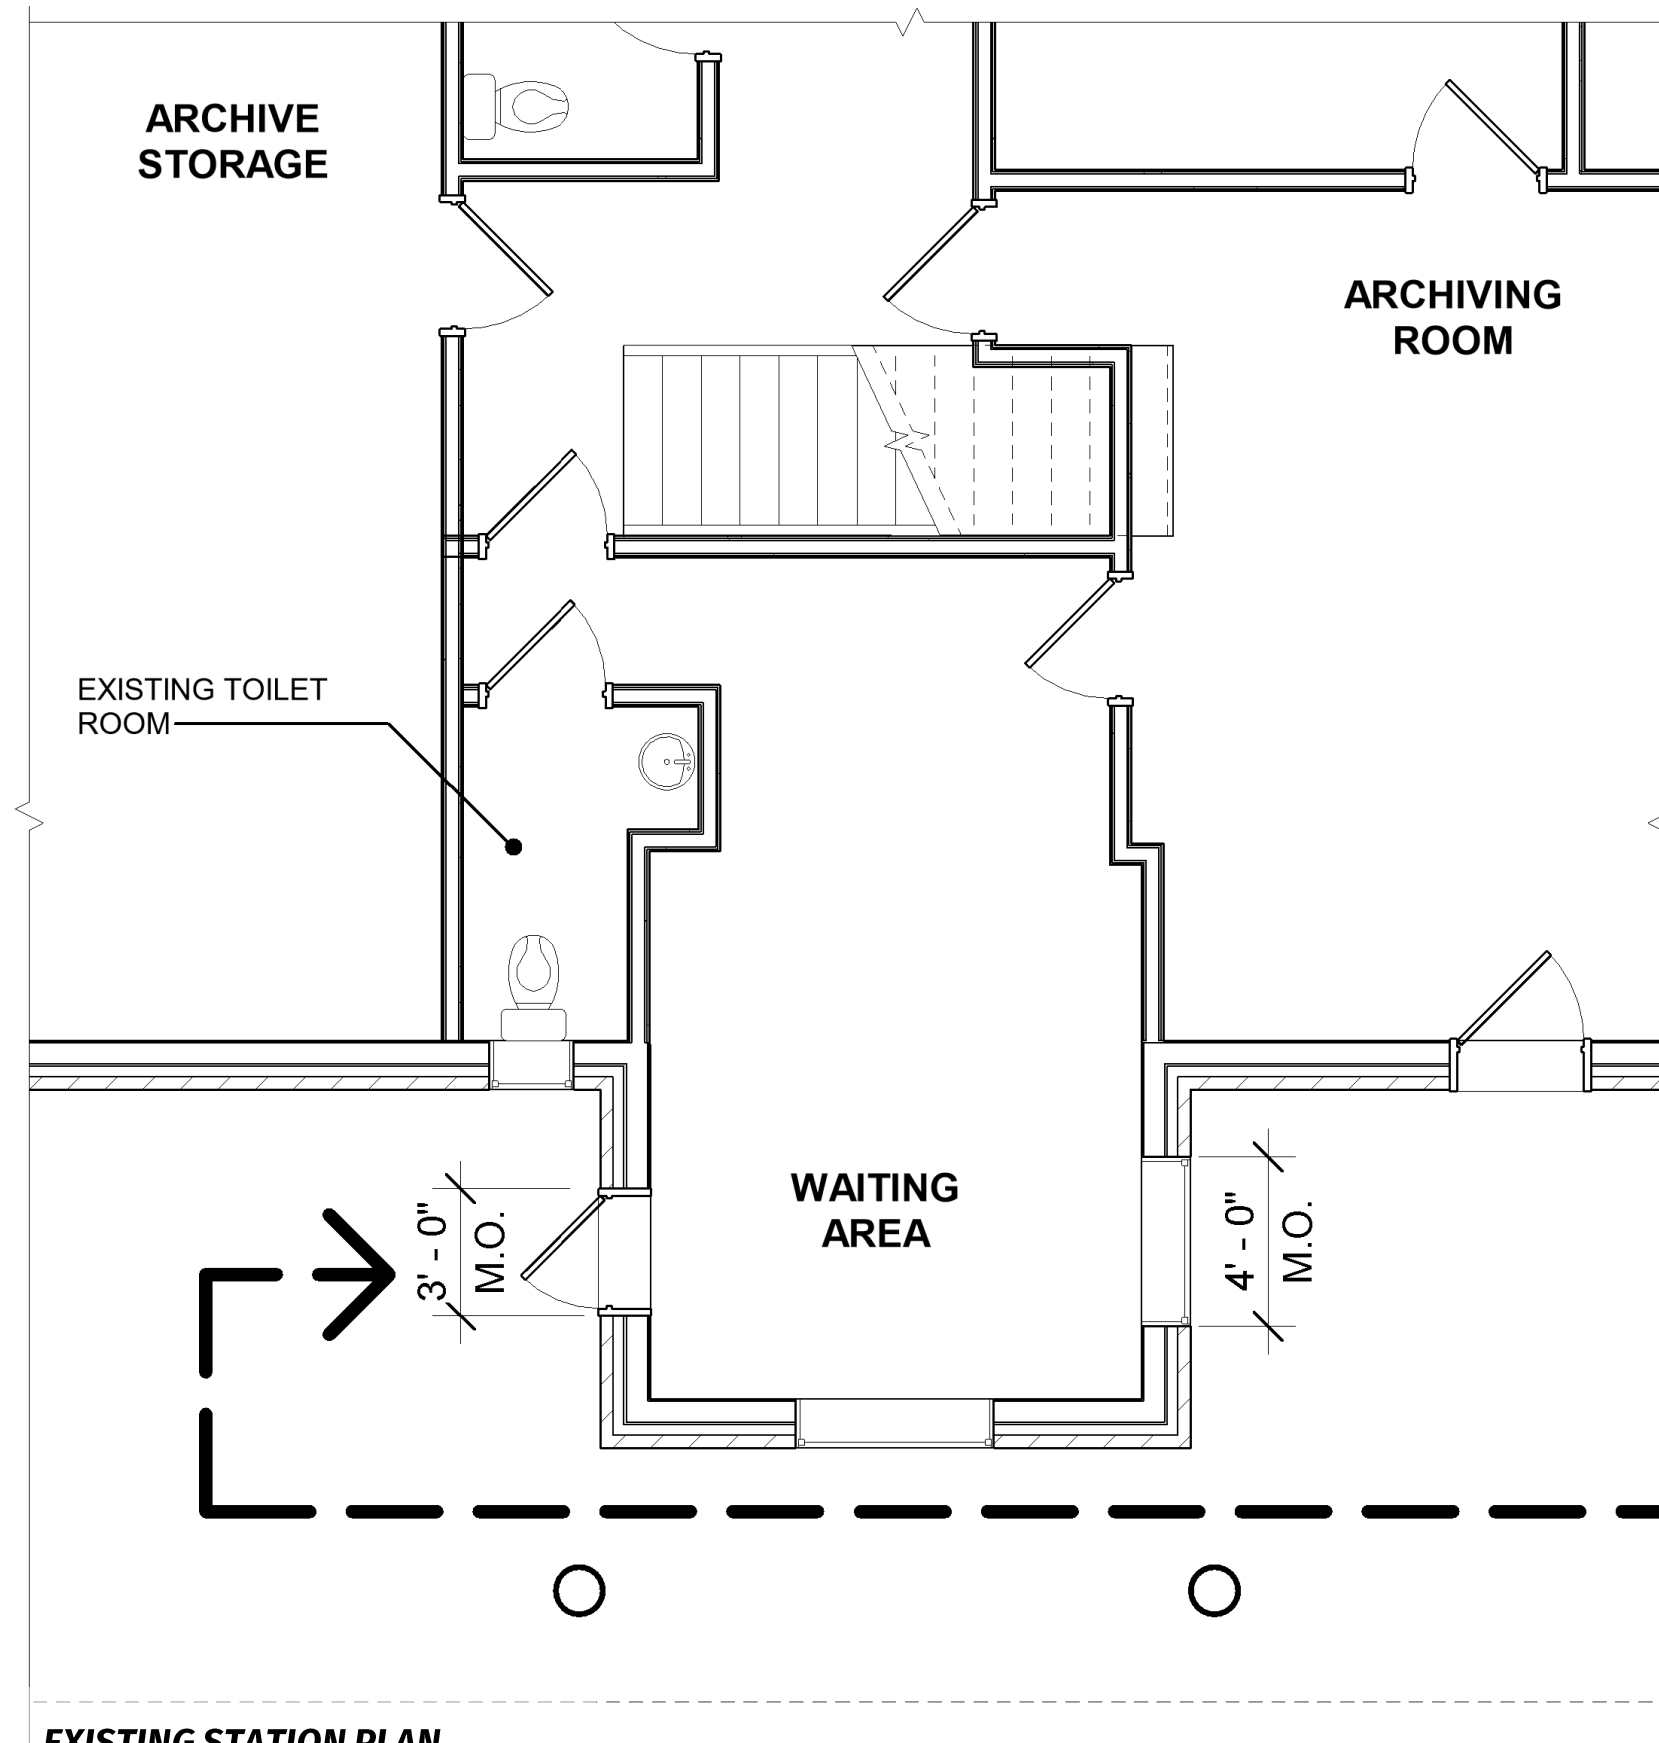 ARCHIVE
STORAGE
ARCHIVING
ROOM
EXISTING TOILET
ROOM
WAITING
AREA
3' - 0"
M.O.
4' - 0"
M.O.
EXISTING STATION PLAN